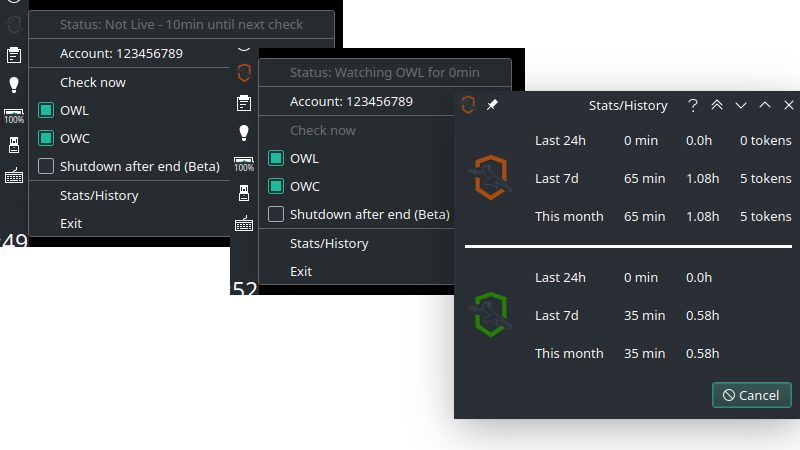 Status: Not Live - 10min until next check
Account: 123456789
Check now
OWL
OWC
Shutdown after end (Beta)
Stats/History
Exit
100%
:49
Status: Watching OWL for 0min
Account: 123456789
Check now
OWL
OWC
Shutdown after end (Beta)
Stats/History
Exit
100%
:52
Stats/History
Last 24h 0 min 0.0h 0 tokens
Last 7d 65 min 1.08h 5 tokens
This month 65 min 1.08h 5 tokens
Last 24h 0 min 0.0h
Last 7d 35 min 0.58h
This month 35 min 0.58h
Cancel